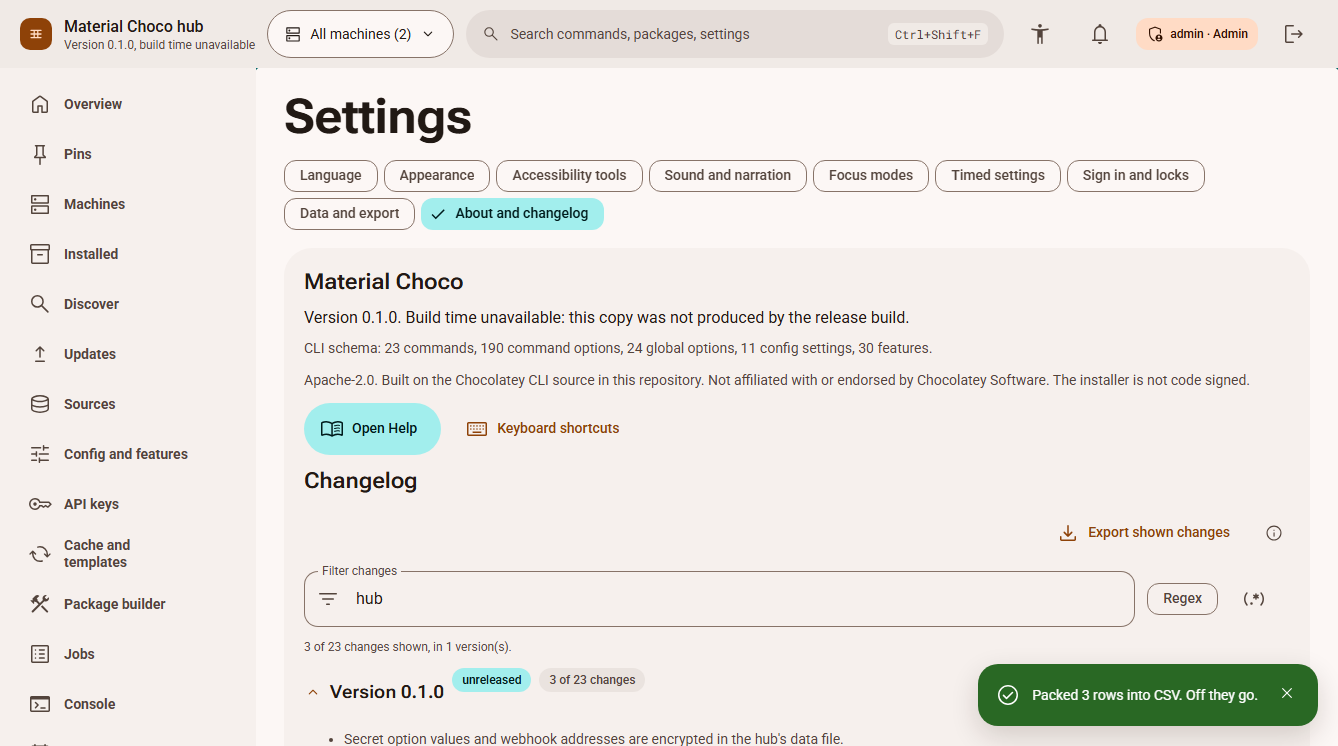 Material Choco hub
Version 0.1.0, build time unavailable
All machines (2)
Search commands, packages, settings
Ctrl+Shift+F
admin · Admin
Overview
Pins
Machines
Installed
Discover
Updates
Sources
Config and features
API keys
Cache and
templates
Package builder
Jobs
Console
Settings
Language
Appearance
Accessibility tools
Sound and narration
Focus modes
Timed settings
Sign in and locks
Data and export
About and changelog
Material Choco
Version 0.1.0. Build time unavailable: this copy was not produced by the release build.
CLI schema: 23 commands, 190 command options, 24 global options, 11 config settings, 30 features.
Apache-2.0. Built on the Chocolatey CLI source in this repository. Not affiliated with or endorsed by Chocolatey Software. The installer is not code signed.
Open Help
Keyboard shortcuts
Changelog
Export shown changes
Filter changes
hub
Regex
(.*)
3 of 23 changes shown, in 1 version(s).
Version 0.1.0
unreleased
3 of 23 changes
Packed 3 rows into CSV. Off they go.
• Secret option values and webhook addresses are encrypted in the hub's data file.